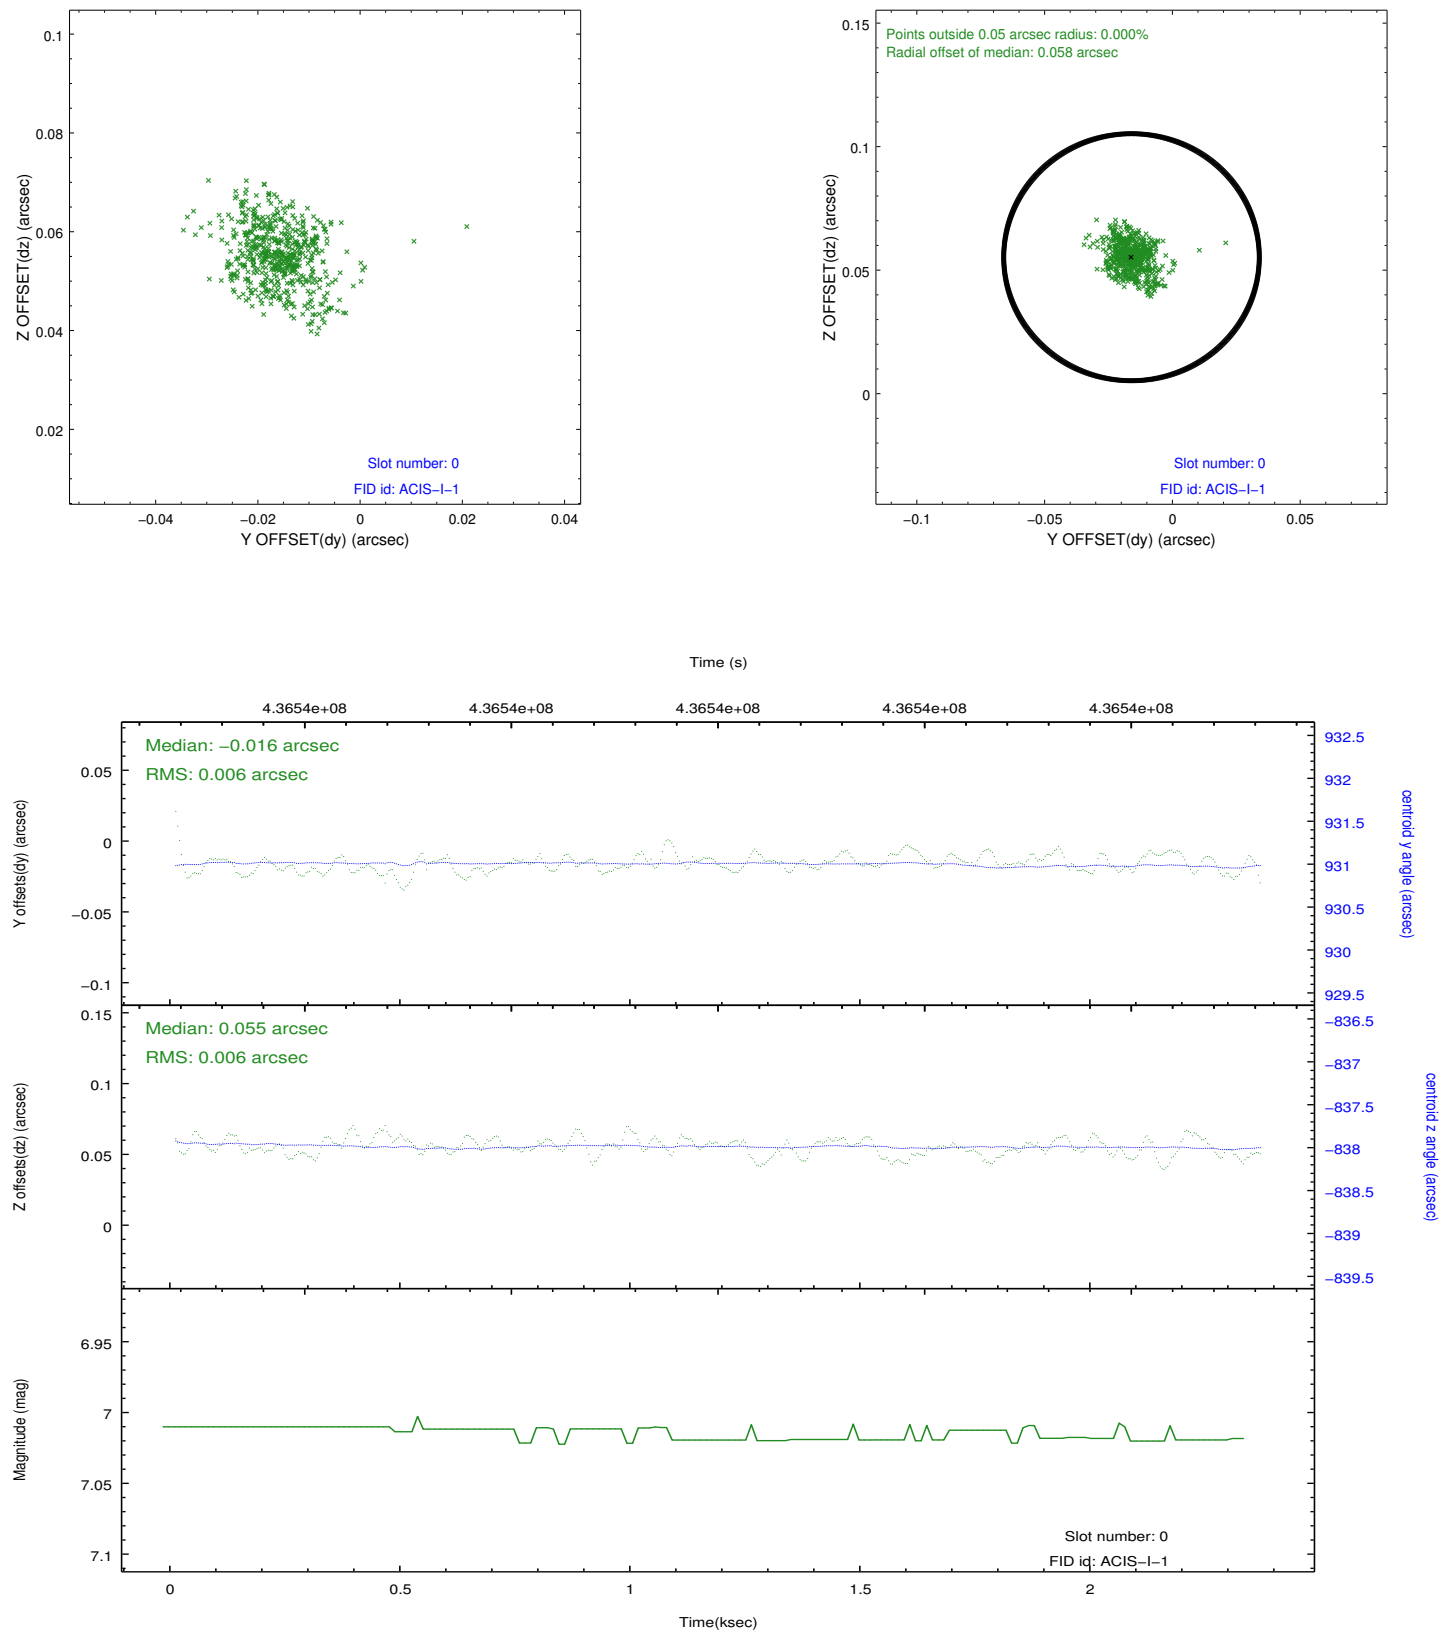 0.1
0.08
0.06
0.04
0.02
−0.04
−0.02
0
0.02
0.04
Z OFFSET(dz) (arcsec)
Y OFFSET(dy) (arcsec)
Slot number: 0
FID id: ACIS−I−1
Points outside 0.05 arcsec radius: 0.000%
Radial offset of median: 0.058 arcsec
0.15
0.1
0.05
0
−0.1
−0.05
0
0.05
Z OFFSET(dz) (arcsec)
Y OFFSET(dy) (arcsec)
Slot number: 0
FID id: ACIS−I−1
Time (s)
4.3654e+08
4.3654e+08
4.3654e+08
4.3654e+08
4.3654e+08
Median: −0.016 arcsec
RMS: 0.006 arcsec
0.05
0
−0.05
−0.1
Y offsets(dy) (arcsec)
932.5
932
931.5
931
930.5
930
929.5
centroid y angle (arcsec)
Median: 0.055 arcsec
RMS: 0.006 arcsec
0.15
0.1
0.05
0
Z offsets(dz) (arcsec)
−836.5
−837
−837.5
−838
−838.5
−839
−839.5
centroid z angle (arcsec)
6.95
7
7.05
7.1
Magnitude (mag)
Slot number: 0
FID id: ACIS−I−1
0
0.5
1
1.5
2
Time(ksec)